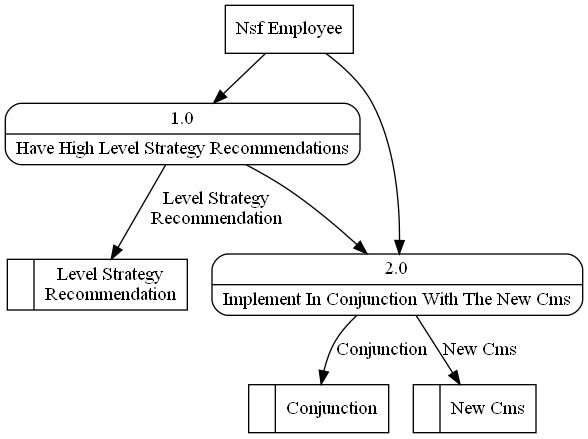 Nsf Employee
1.0
Have High Level Strategy Recommendations
Level Strategy
Recommendation
Level Strategy
Recommendation
2.0
Implement In Conjunction With The New Cms
Conjunction
New Cms
Conjunction
New Cms